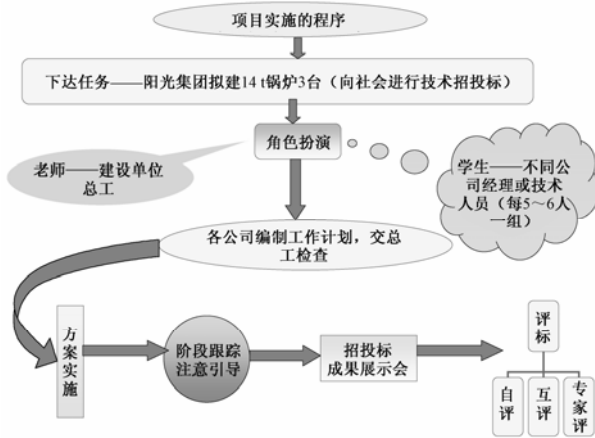 项目实施的程序
下达任务——阳光集团拟建14 t锅炉3台（向社会进行技术招投标）
角色扮演
老师——建设单位
总工
学生——不同公
司经理或技术
人员（每5～6人
一组）
各公司编制工作计划，交总
工检查
方案实施
阶段跟踪
注意引导
招投标
成果展示会
评标
自评
互评
专家评